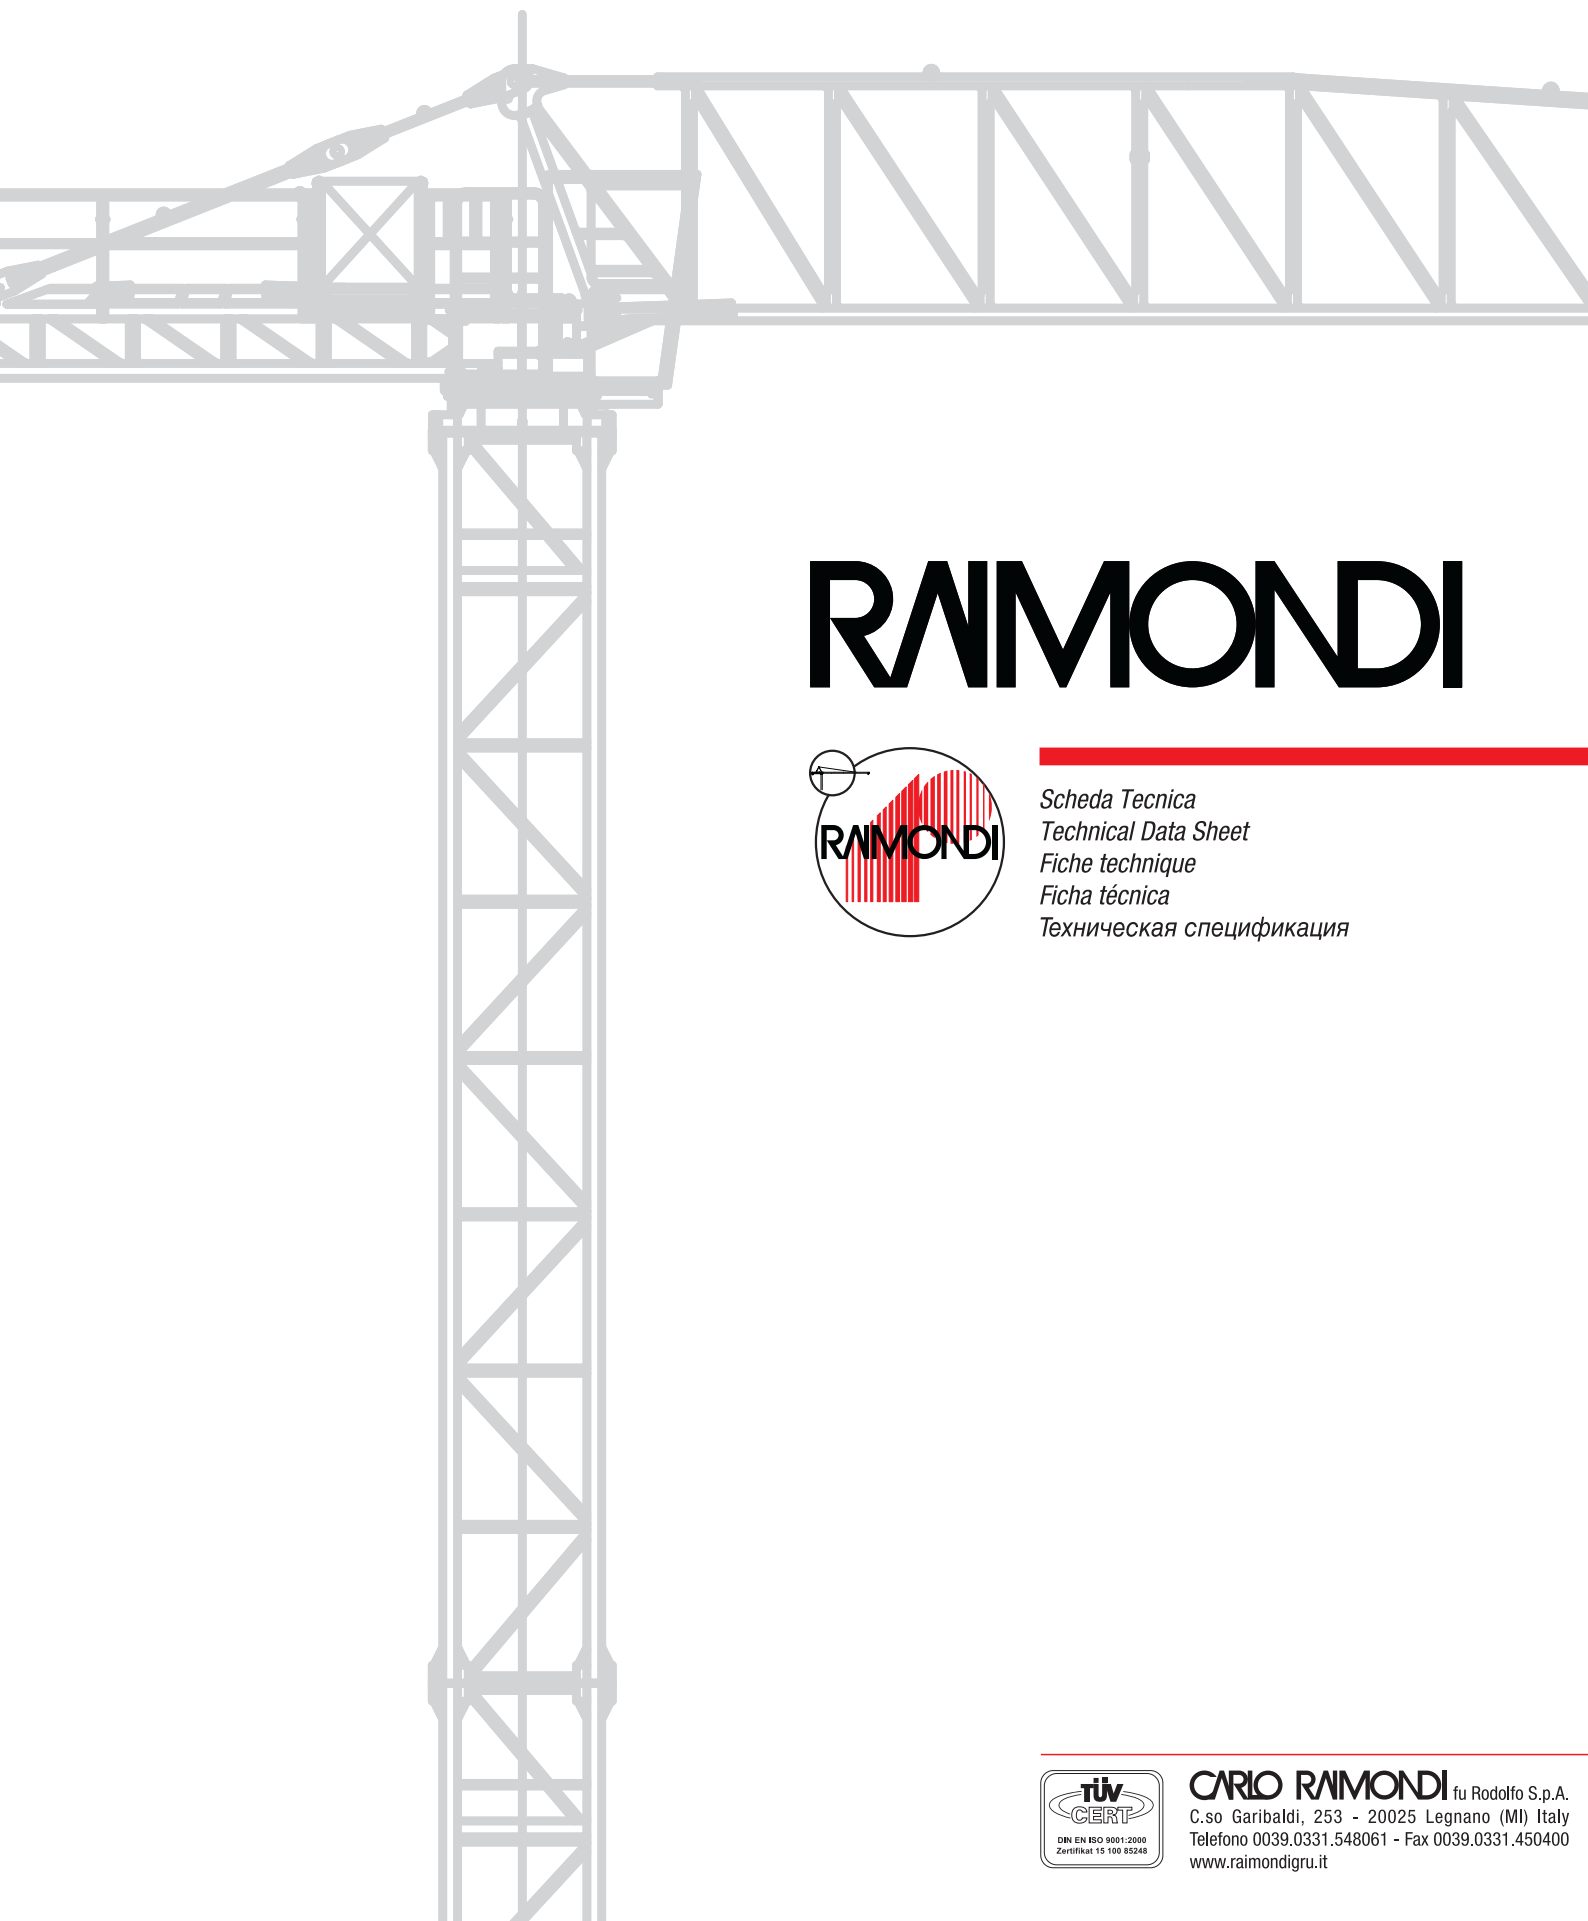 RAIMONDI
RAIMONDI
Scheda Tecnica
Technical Data Sheet
Fiche technique
Ficha técnica
Техническая спецификация
TÜV
CERT
DIN EN ISO 9001:2000
Zertifikat 15 100 85248
CARLO RAIMONDI fu Rodolfo S.p.A.
C.so Garibaldi, 253 - 20025 Legnano (MI) Italy
Telefono 0039.0331.548061 - Fax 0039.0331.450400
www.raimondigru.it